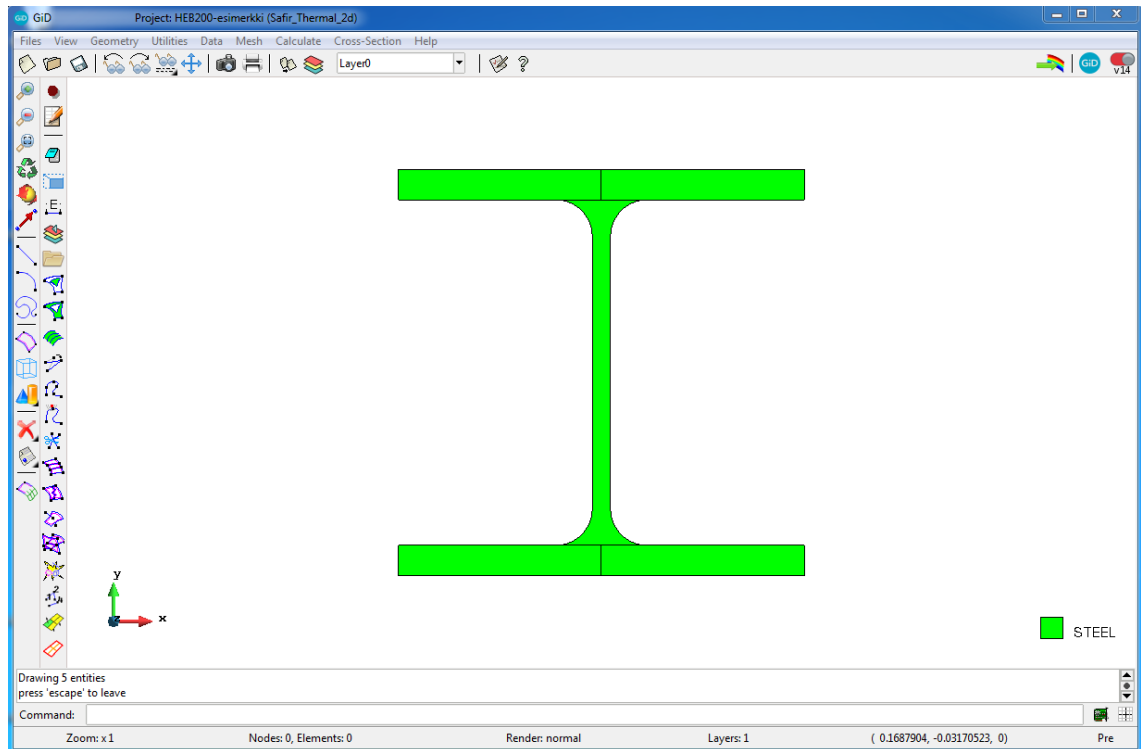 GiD Project: HEB200-esimerkki (Safir_Thermal_2d)
Files View Geometry Utilities Data Mesh Calculate Cross-Section Help
Layer0
?
GiD
v14
E
y
x
STEEL
Drawing 5 entities
press 'escape' to leave
Command:
Zoom: x 1 Nodes: 0, Elements: 0 Render: normal Layers: 1 ( 0.1687904, -0.03170523, 0) Pre